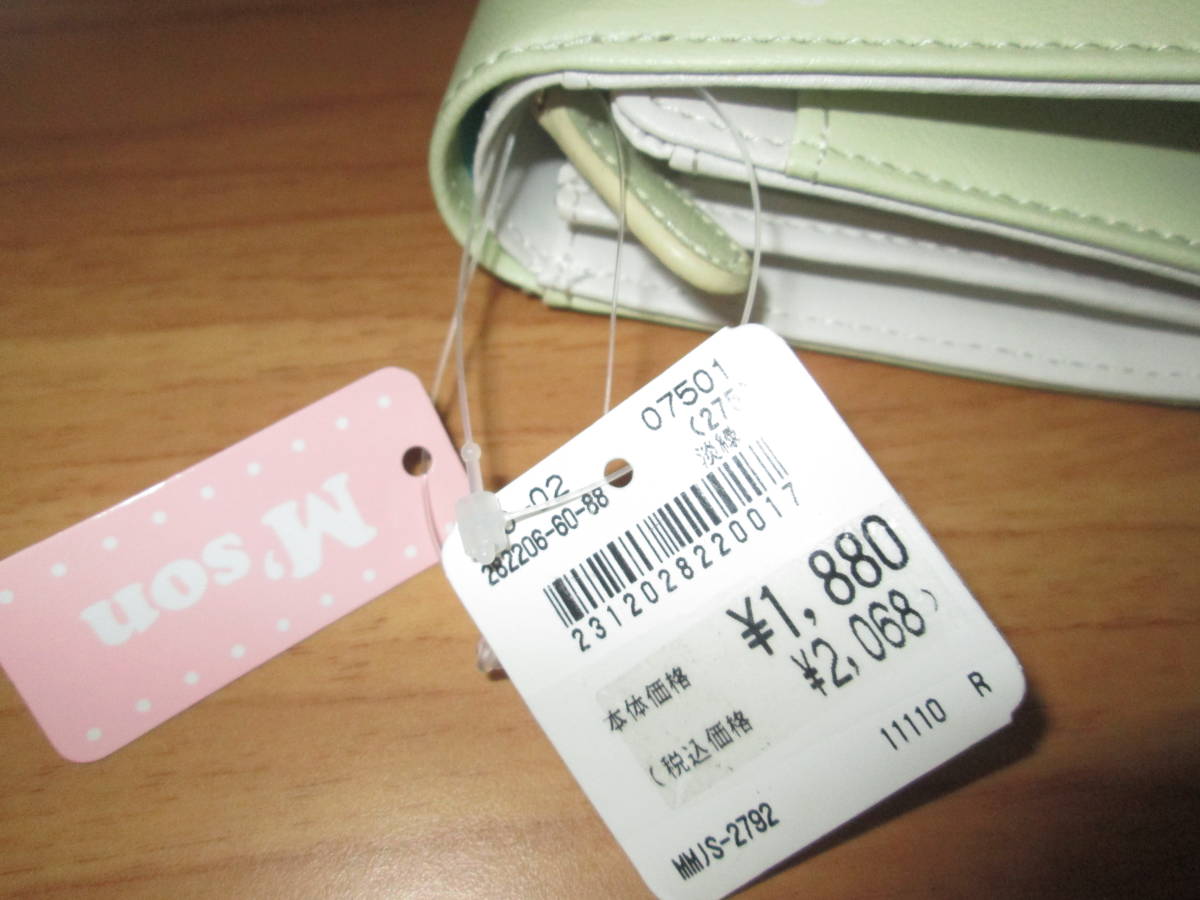 M'son
07501
(275
淡緑
-02
282206-60-88
2312028220017
本体価格 ¥1,880
(税込価格 ¥2,068)
11110 R
MMJS-2792